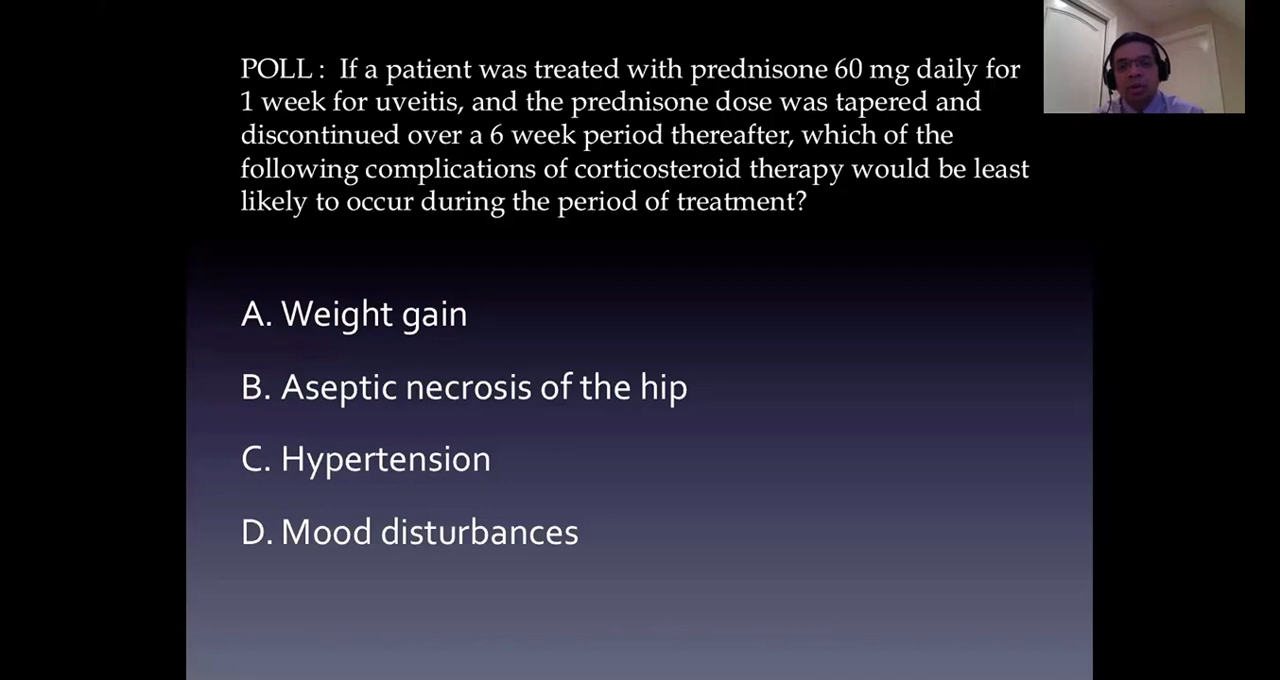 POLL : If a patient was treated with prednisone 60 mg daily for
1 week for uveitis, and the prednisone dose was tapered and
discontinued over a 6 week period thereafter, which of the
following complications of corticosteroid therapy would be least
likely to occur during the period of treatment?
A. Weight gain
B. Aseptic necrosis of the hip
C. Hypertension
D. Mood disturbances